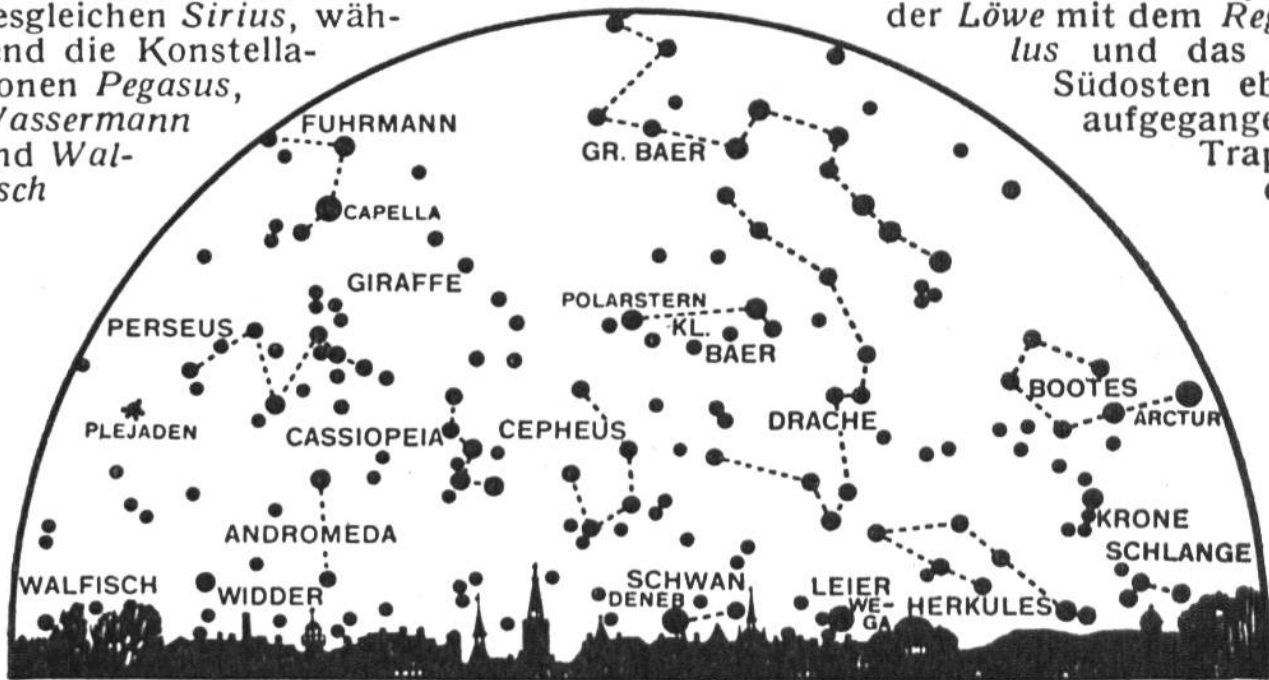 esgleichen Sirius, wäh-
end die Konstella-
onen Pegasus,
Wassermann
nd Wal-
sch
der Löwe mit dem Reg
lus und das
Südosten eb
aufgegange
Trap
FUHRMANN
GR. BAER
CAPELLA
GIRAFFE
POLARSTERN
PERSEUS
KL.
BAER
BOOTES
ARCTUR
PLEJADEN
CASSIOPEIA
CEPHEUS
DRACHE
KRONE
ANDROMEDA
SCHLANGE
WALFISCH
WIDDER
SCHWAN
DENEB
LEIER
WE-
GA
HERKULES